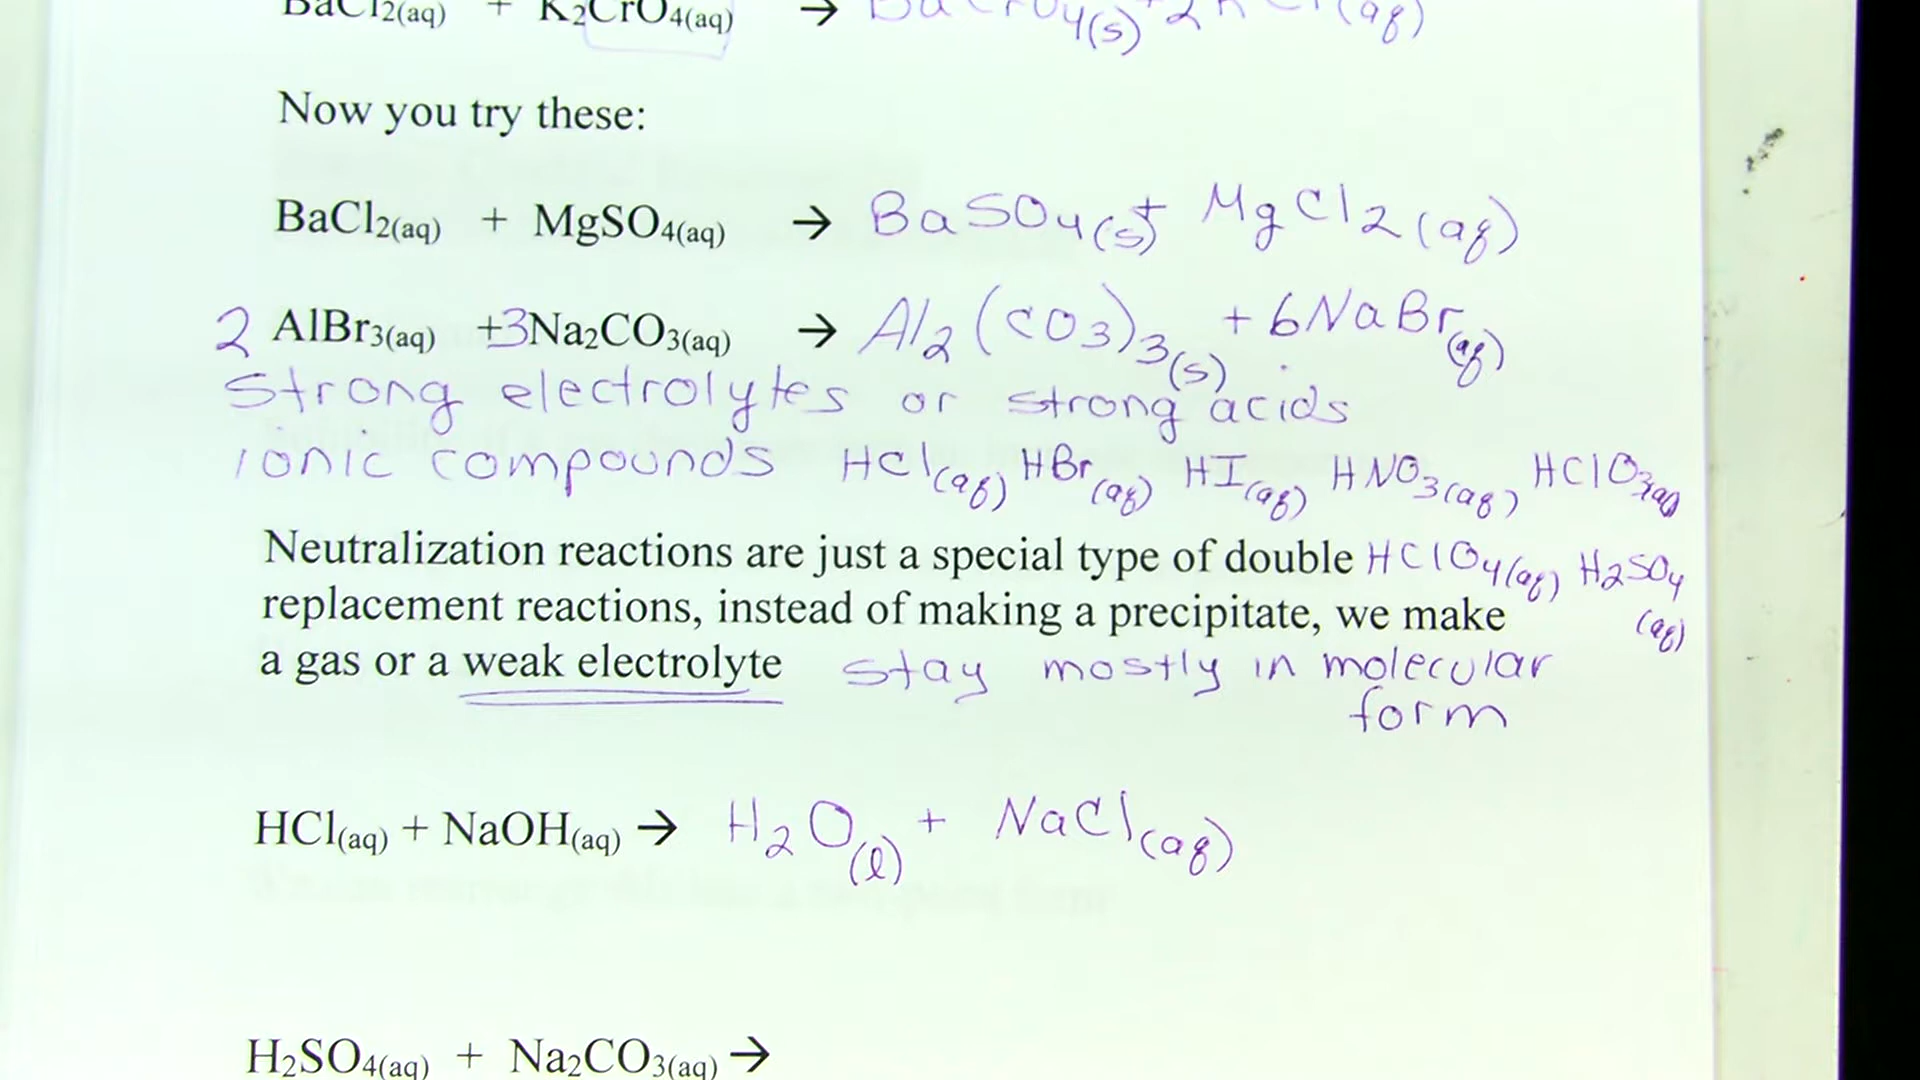 BaCl2(aq) + K2CrO4(aq) → BaCrO4(s) + 2KCl(aq)
Now you try these:
BaCl2(aq) + MgSO4(aq) → BaSO4(s) + MgCl2(aq)
2 AlBr3(aq) +3Na2CO3(aq) → Al2(CO3)3(s) + 6NaBr(aq)
Strong electrolytes or strong acids
ionic compounds HCl(aq) HBr(aq) HI(aq) HNO3(aq) HClO3(aq)
Neutralization reactions are just a special type of double HClO4(aq) H2SO4
replacement reactions, instead of making a precipitate, we make (aq)
a gas or a weak electrolyte stay mostly in molecular
form
HCl(aq) + NaOH(aq) → H2O(l) + NaCl(aq)
H2SO4(aq) + Na2CO3(aq) →